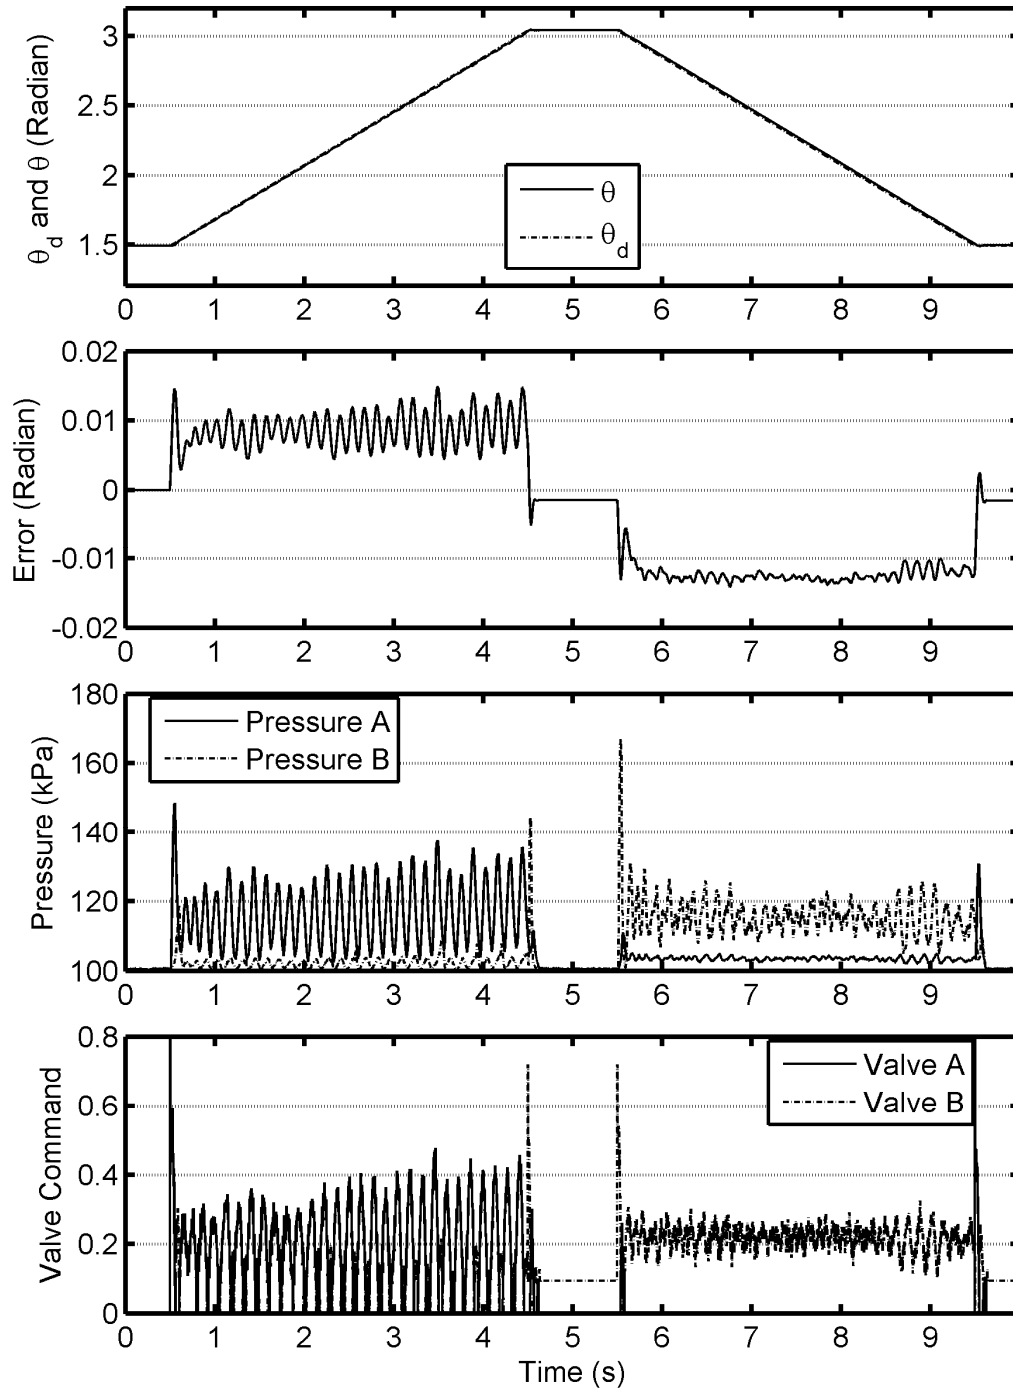 θd and θ (Radian)
3
2.5
2
1.5
θ
θd
0 1 2 3 4 5 6 7 8 9
Error (Radian)
0.02
0.01
0
-0.01
-0.02
0 1 2 3 4 5 6 7 8 9
Pressure (kPa)
180
160
140
120
100
Pressure A
Pressure B
0 1 2 3 4 5 6 7 8 9
Valve Command
0.8
0.6
0.4
0.2
0
Valve A
Valve B
0 1 2 3 4 5 6 7 8 9
Time (s)